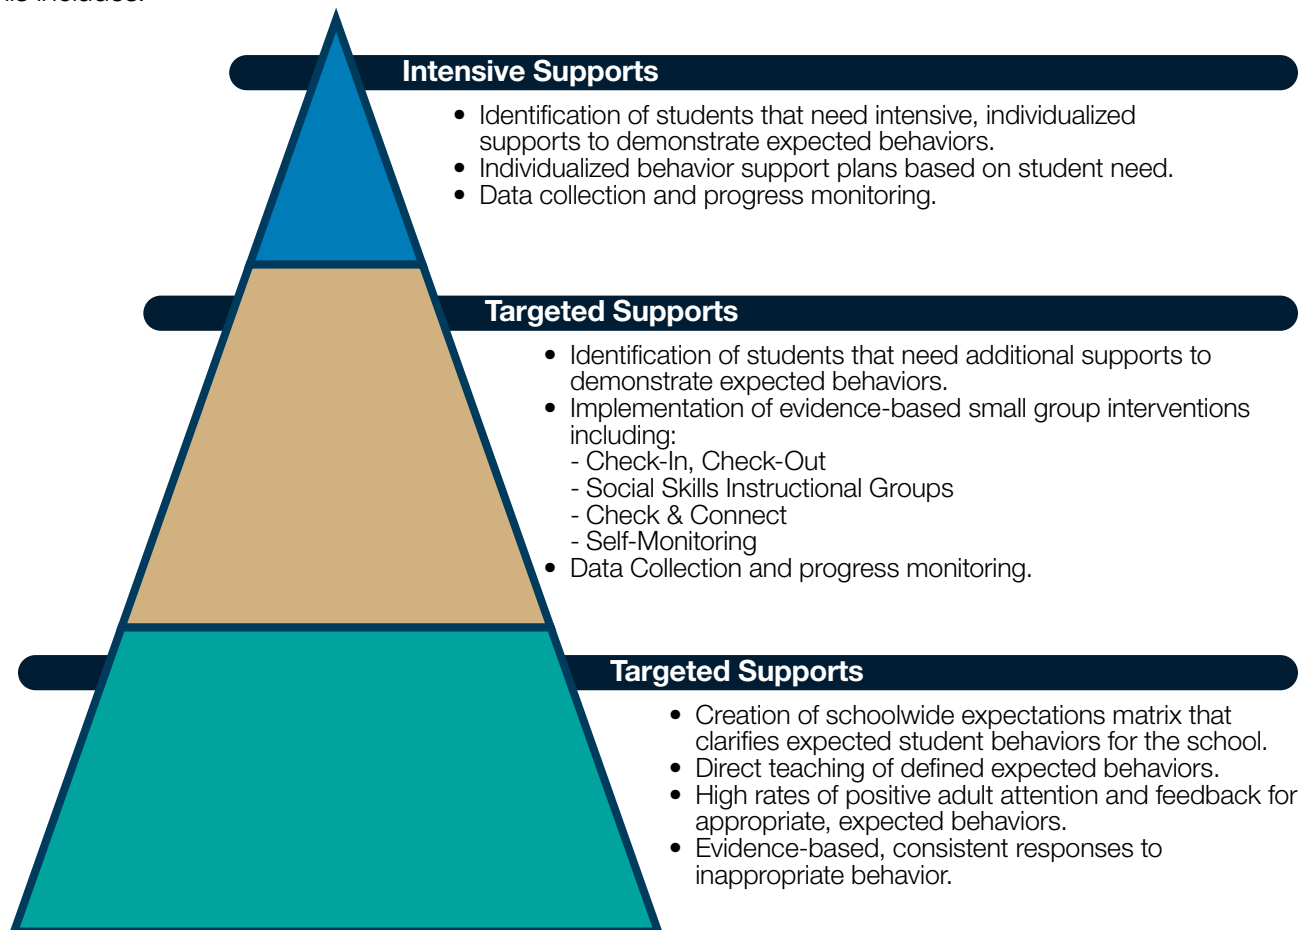 Intensive Supports
• Identification of students that need intensive, individualized
supports to demonstrate expected behaviors.
• Individualized behavior support plans based on student need.
• Data collection and progress monitoring.
Targeted Supports
• Identification of students that need additional supports to
demonstrate expected behaviors.
• Implementation of evidence-based small group interventions
including:
- Check-In, Check-Out
- Social Skills Instructional Groups
- Check & Connect
- Self-Monitoring
• Data Collection and progress monitoring.
Targeted Supports
• Creation of schoolwide expectations matrix that
clarifies expected student behaviors for the school.
• Direct teaching of defined expected behaviors.
• High rates of positive adult attention and feedback for
appropriate, expected behaviors.
• Evidence-based, consistent responses to
inappropriate behavior.